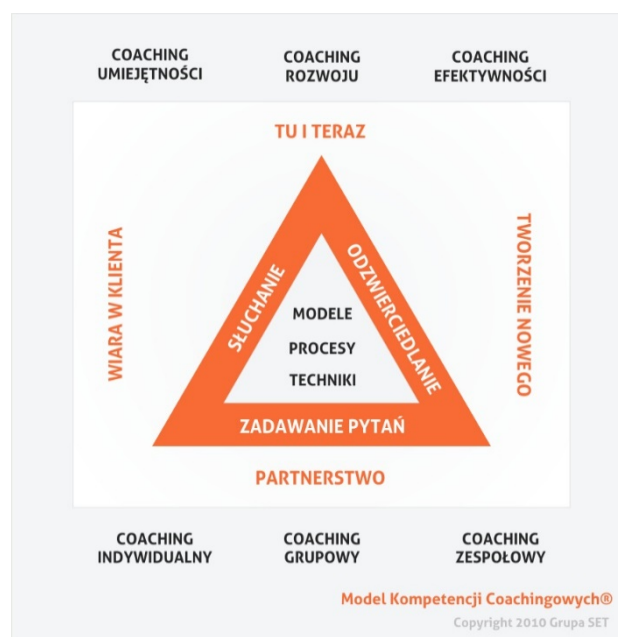 COACHING
UMIEJĘTNOŚCI
COACHING
ROZWOJU
COACHING
EFEKTYWNOŚCI
TU I TERAZ
WIARA W KLIENTA
SŁUCHANIE
ODZWIERCIEDLANIE
TWORZENIE NOWEGO
MODELE
PROCESY
TECHNIKI
ZADAWANIE PYTAŃ
PARTNERSTWO
COACHING
INDYWIDUALNY
COACHING
GRUPOWY
COACHING
ZESPOŁOWY
Model Kompetencji Coachingowych®
Copyright 2010 Grupa SET